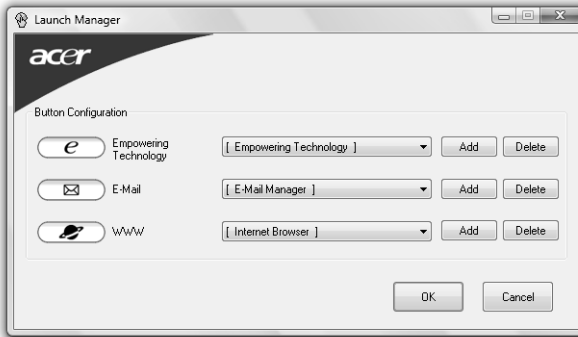 Launch Manager
acer
Button Configuration
e
Empowering
Technology
[ Empowering Technology ]
Add
Delete
E-Mail
[ E-Mail Manager ]
Add
Delete
WWW
[ Internet Browser ]
Add
Delete
OK
Cancel